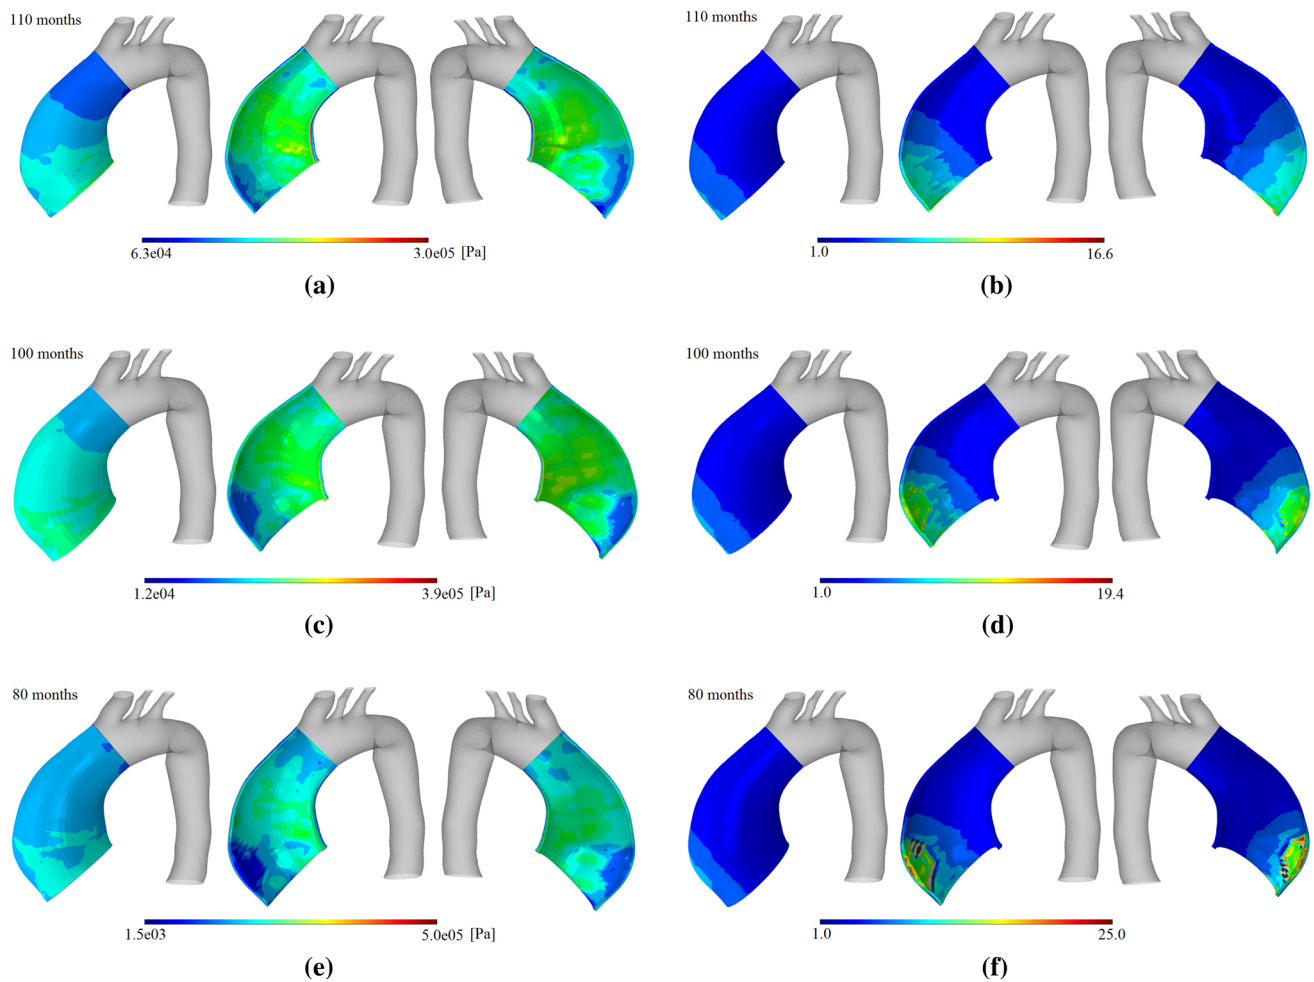 110 months
110 months
6.3e04 3.0e05 [Pa]
1.0 16.6
(a)
(b)
100 months
100 months
1.2e04 3.9e05 [Pa]
1.0 19.4
(c)
(d)
80 months
80 months
1.5e03 5.0e05 [Pa]
1.0 25.0
(e)
(f)